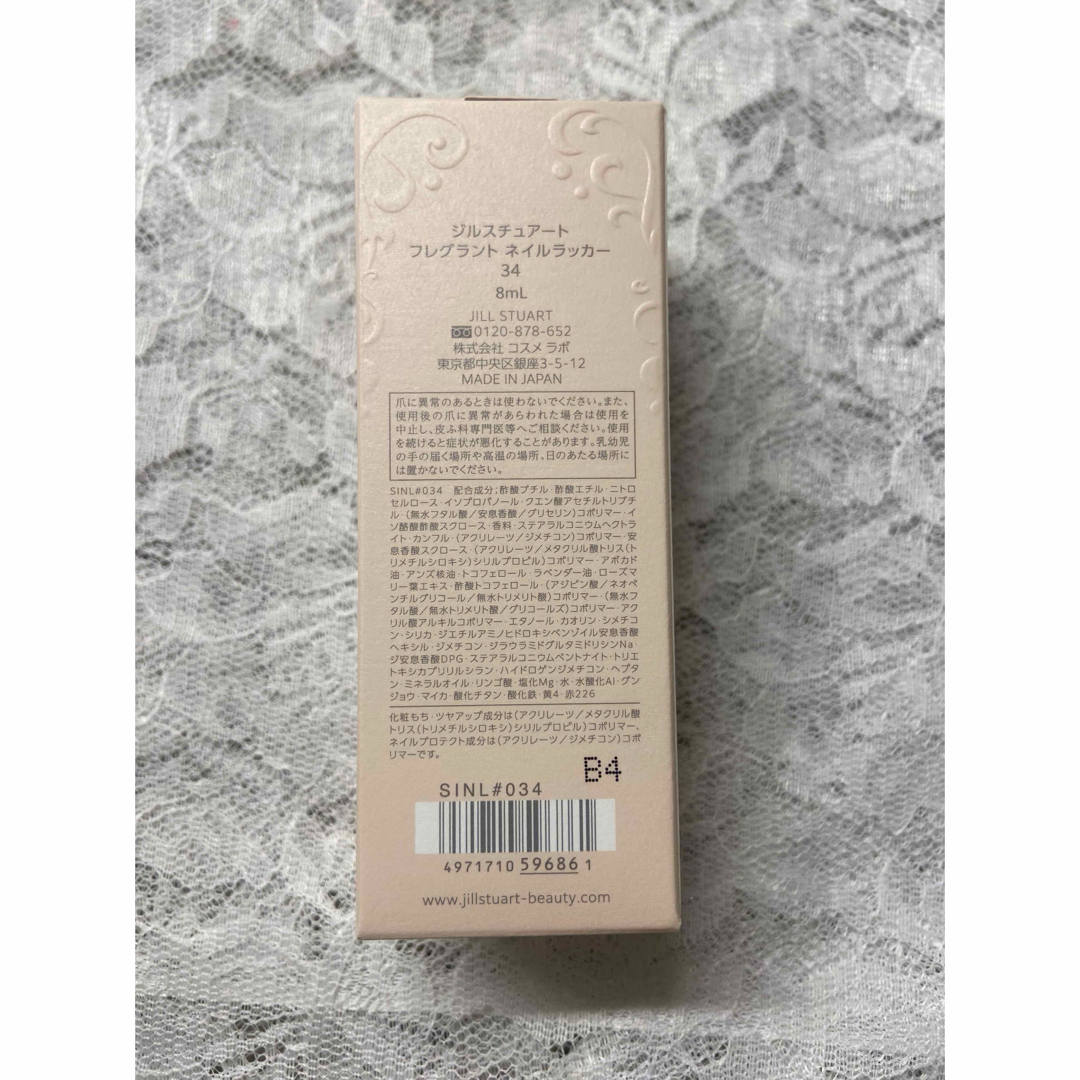 ジルスチュアート
フレグラント ネイルラッカー
34
8mL
JILL STUART
0120-878-652
株式会社 コスメ ラボ
東京都中央区銀座3-5-12
MADE IN JAPAN
爪に異常のあるときは使わないでください。また、
使用後の爪に異常があらわれた場合は使用を
中止し、皮ふ科専門医等へご相談ください。使用
を続けると症状が悪化することがあります。乳幼児
の手の届く場所や高温の場所、日のあたる場所に
は置かないでください。
SINL#034 配合成分;酢酸ブチル・酢酸エチル・ニトロ
セルロース・イソプロパノール・クエン酸アセチルトリブチ
ル・(無水フタル酸/安息香酸/グリセリン)コポリマー・イ
ソ酪酸酢酸スクロース・香料・ステアラルコニウムヘクトラ
イト・カンフル・(アクリレーツ/ジメチコン)コポリマー・安
息香酸スクロース・(アクリレーツ/メタクリル酸トリス(ト
リメチルシロキシ)シリルプロピル)コポリマー・アボカド
油・アンズ核油・トコフェロール・ラベンダー油・ローズマ
リー葉エキス・酢酸トコフェロール・(アジピン酸/ネオペ
ンチルグリコール/無水トリメリト酸)コポリマー・(無水フ
タル酸/無水トリメリト酸/グリコールズ)コポリマー・アク
リル酸アルキルコポリマー・エタノール・カオリン・シメチコ
ン・シリカ・ジエチルアミノヒドロキシベンゾイル安息香酸
ヘキシル・ジメチコン・ジラウラミドグルタミドリシンNa・
ジ安息香酸DPG・ステアラルコニウムベントナイト・トリエ
トキシカプリリルシラン・ハイドロゲンジメチコン・ヘプタ
ン・ミネラルオイル・リンゴ酸・塩化Mg・水・水酸化Al・グン
ジョウ・マイカ・酸化チタン・酸化鉄・黄4・赤226
化粧もち・ツヤアップ成分は(アクリレーツ/メタクリル酸
トリス(トリメチルシロキシ)シリルプロピル)コポリマー、
ネイルプロテクト成分は(アクリレーツ/ジメチコン)コポ
リマーです。
B4
SINL#034
4971710 59686 1
www.jillstuart-beauty.com